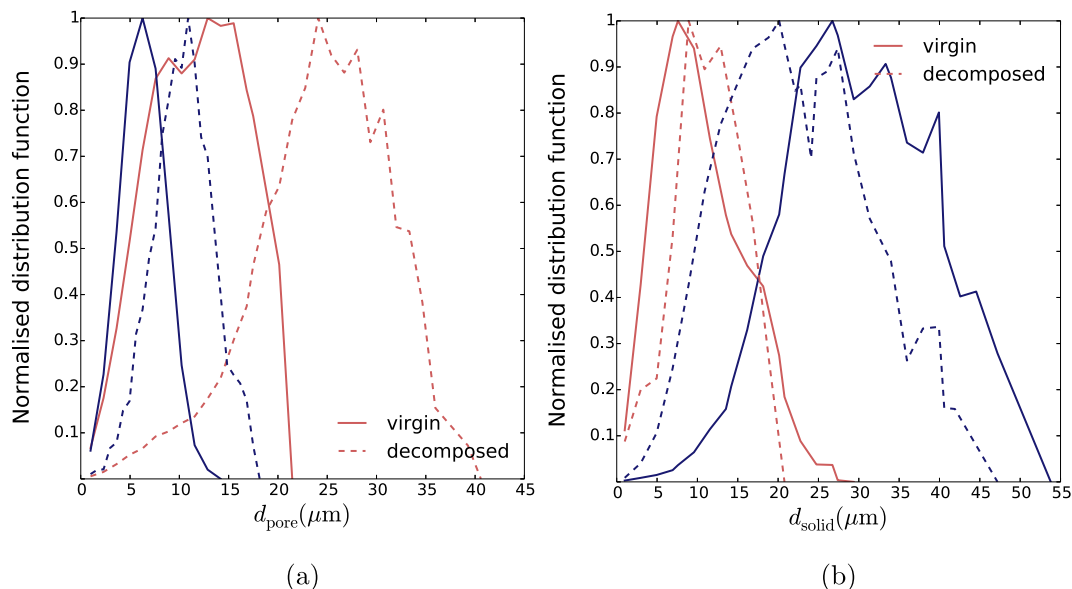 Normalised distribution function
1
0.9
0.8
0.7
0.6
0.5
0.4
0.3
0.2
0.1
0 5 10 15 20 25 30 35 40 45
virgin
decomposed
d_pore(μm)
(a)
Normalised distribution function
1
0.9
0.8
0.7
0.6
0.5
0.4
0.3
0.2
0.1
0 5 10 15 20 25 30 35 40 45 50 55
virgin
decomposed
d_solid(μm)
(b)